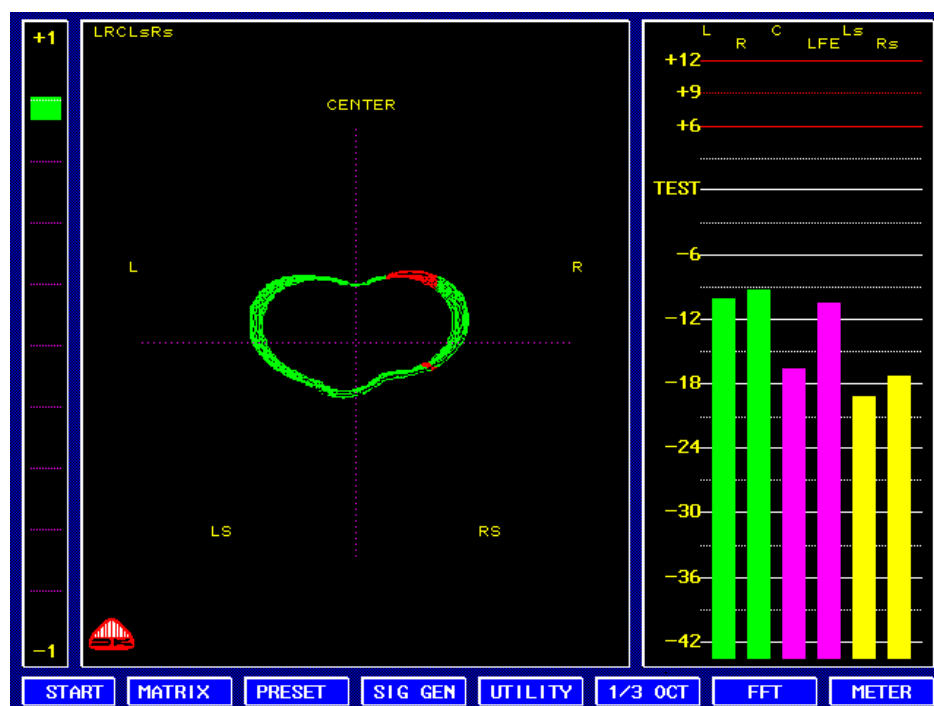 +1
-1
LRCLsRs
CENTER
L
R
LS
RS
DK
L R C LFE Ls Rs
+12
+9
+6
TEST
-6
-12
-18
-24
-30
-36
-42
START MATRIX PRESET SIG GEN UTILITY 1/3 OCT FFT METER